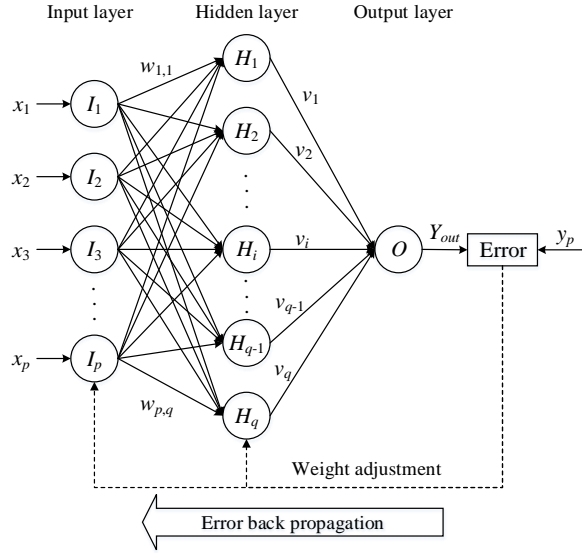 Input layer Hidden layer Output layer
H1
w1,1
x1 I1 v1
H2
v2
x2 I2
x3 I3 Hi vi O Yout Error yp
vq-1
Hq-1
xp Ip vq
wp,q
Hq
Weight adjustment
Error back propagation